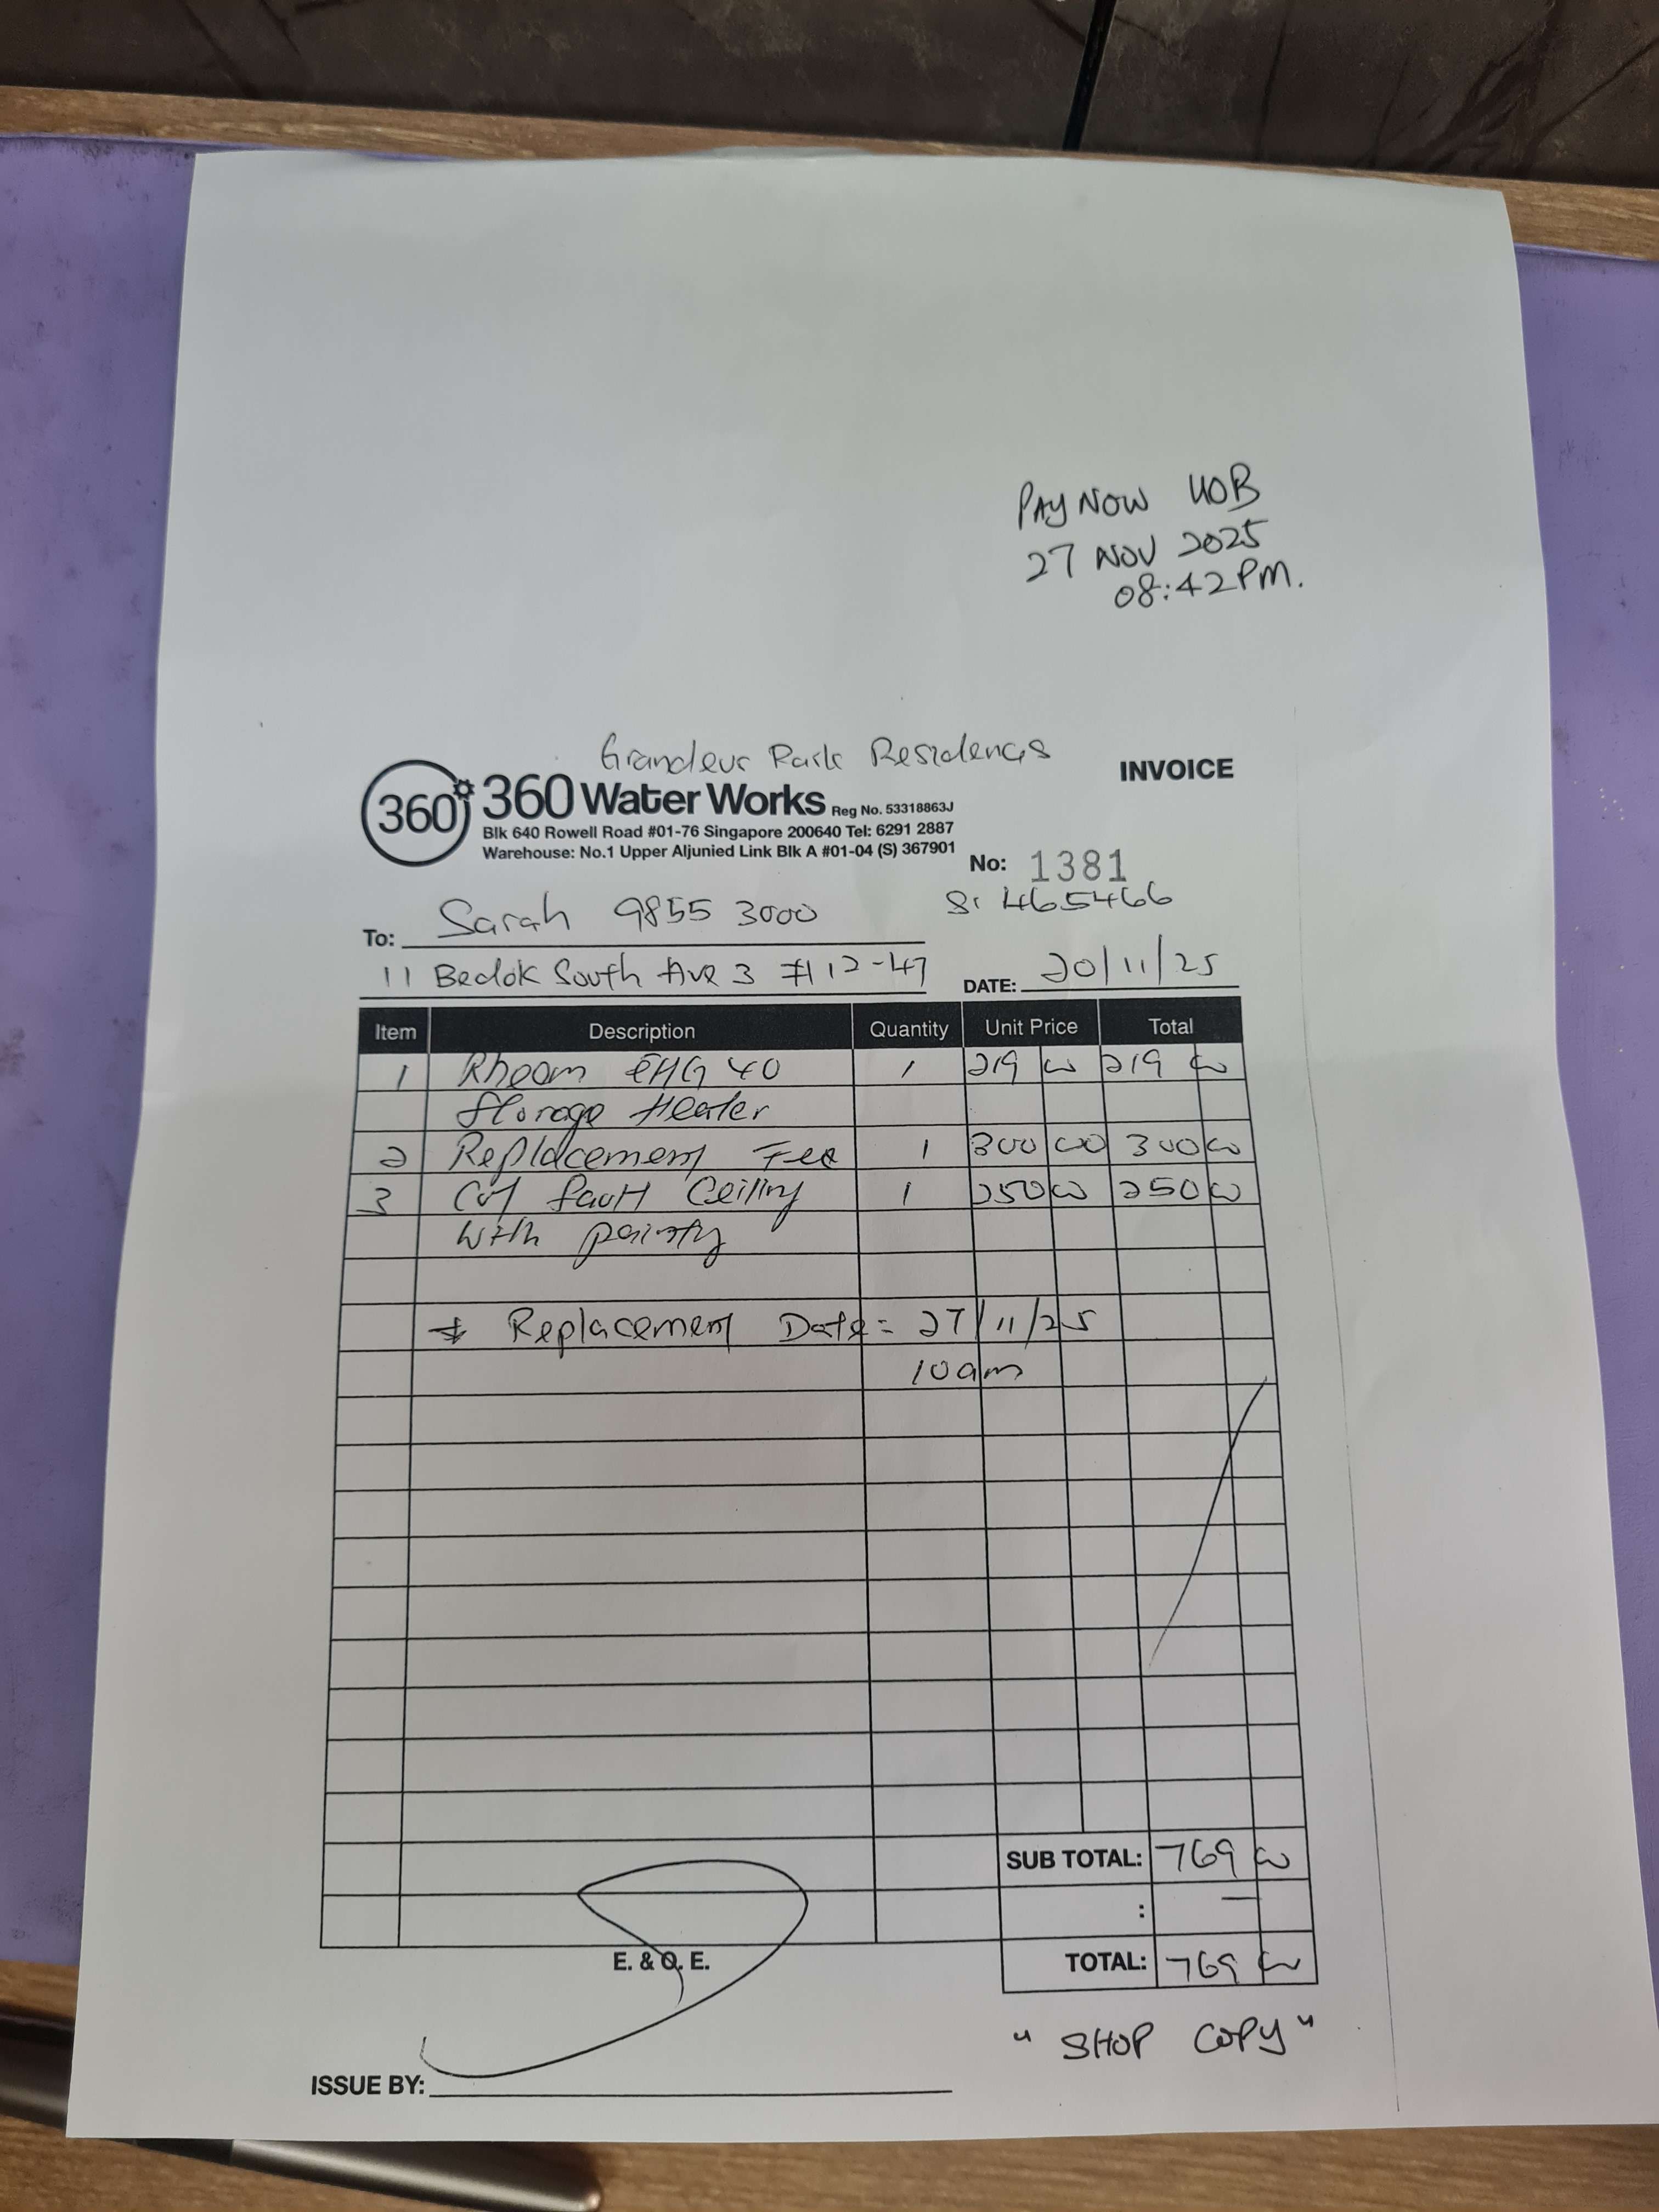 PAYNOW UOB
27 NOV 2025
08:42PM.
Grandeur Park Residences
INVOICE
360°
360 Water Works Reg No. 53318863J
Blk 640 Rowell Road #01-76 Singapore 200640 Tel: 6291 2887
Warehouse: No.1 Upper Aljunied Link Blk A #01-04 (S) 367901
No: 1381
S: 465466
To: Sarah 9855 3000
11 Bedok South Ave 3 #12-47
DATE: 20/11/25
Item Description Quantity Unit Price Total
1 Rheem EHG 40 1 219 00 219 00
Storage Heater
2 Replacement Fee 1 300 00 300 00
3 Cut Ceiling 1 250 00 250 00
with
* Replacement Date = 27/11/25
10am
SUB TOTAL: 769 00
: —
TOTAL: 769 00
E. & O. E.
"SHOP COPY"
ISSUE BY: